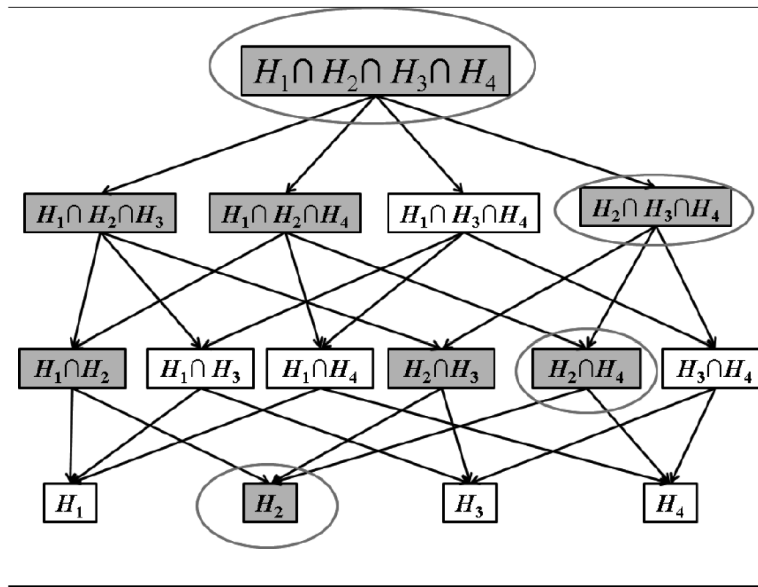 H₁∩ H₂∩ H₃∩ H₄
H₁∩ H₂∩H₃ H₁∩ H₂∩H₄ H₁∩ H₃∩H₄ H₂∩ H₃∩H₄
H₁∩H₂ H₁∩ H₃ H₁∩H₄ H₂∩H₃ H₂∩H₄ H₃∩H₄
H₁ H₂ H₃ H₄